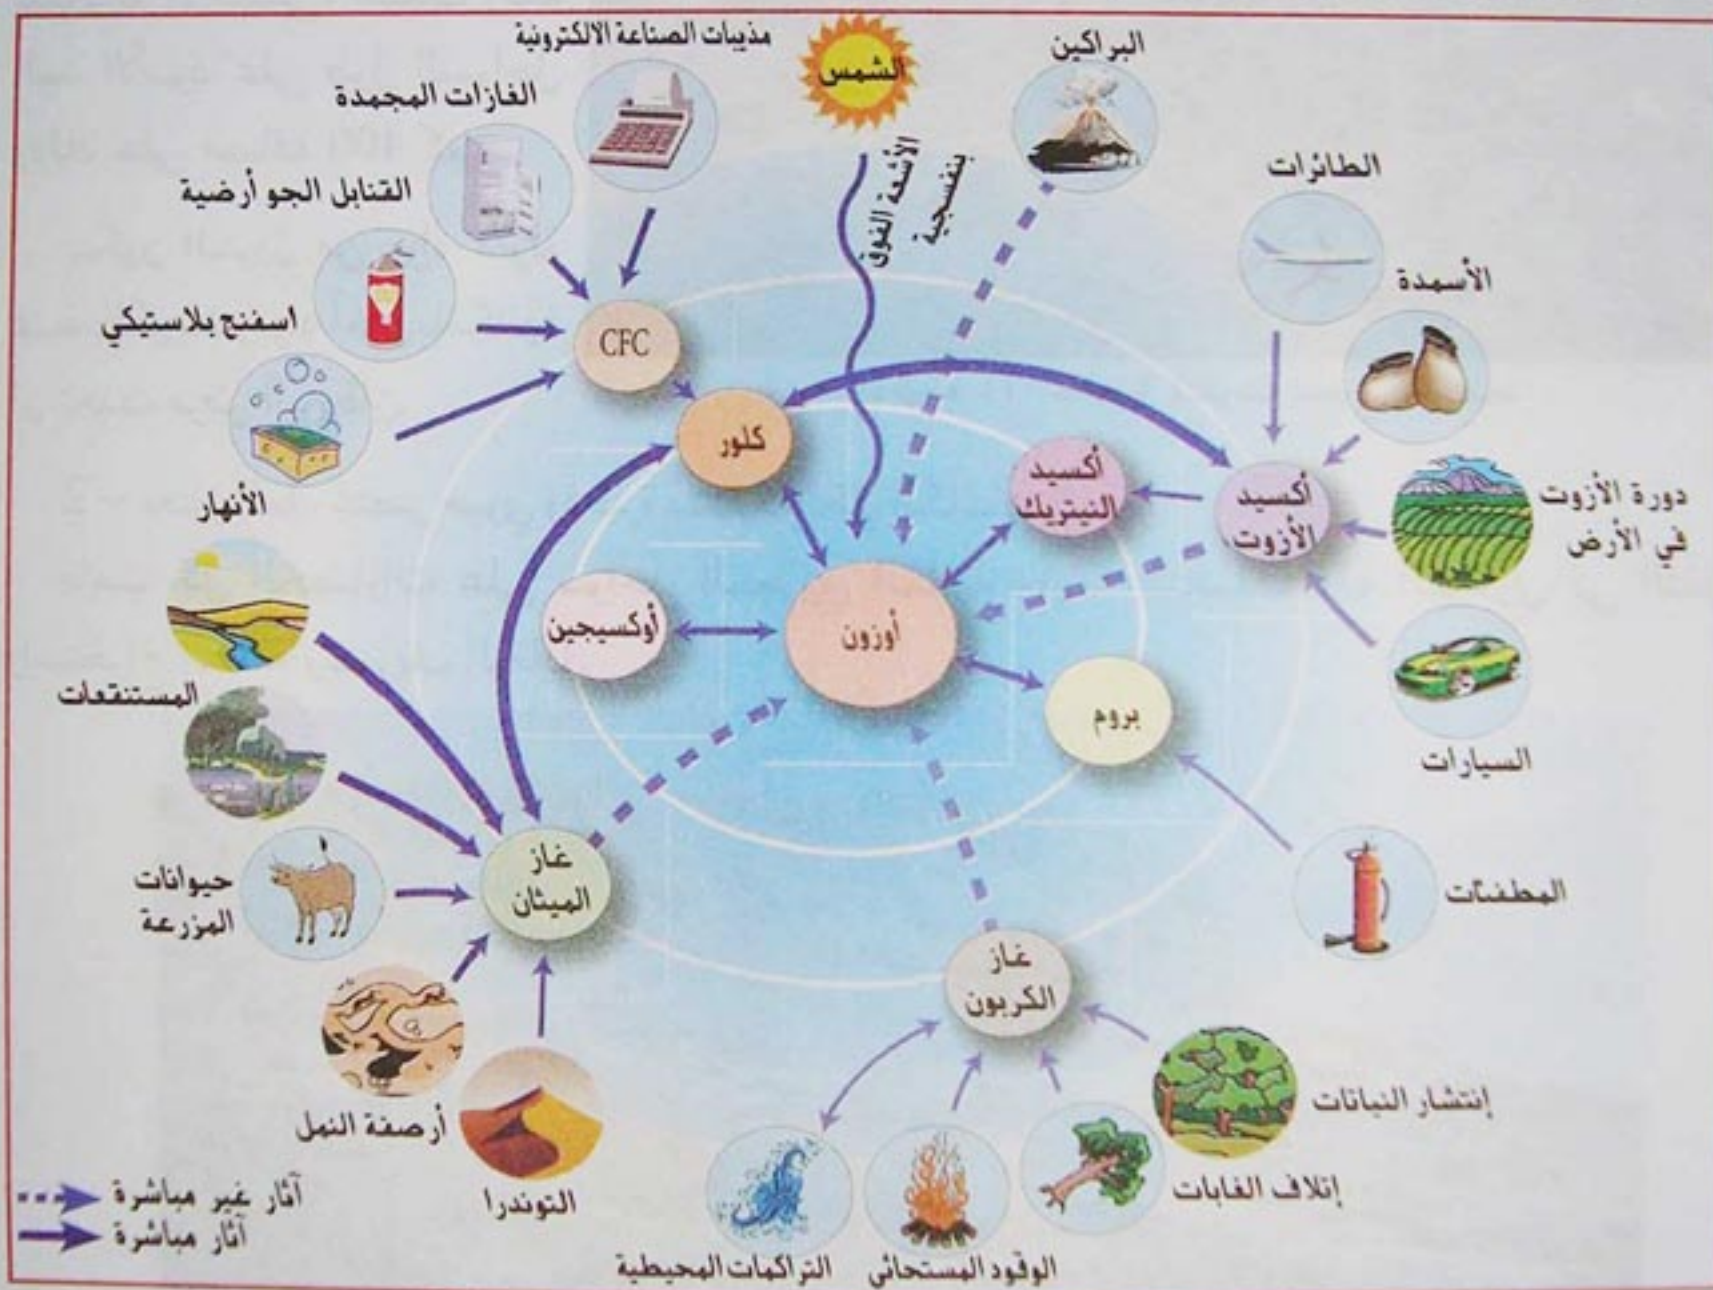 مذيبات الصناعة الالكترونية
الشمس
البراكين
الغازات المجمدة
القنابل الجو أرضية
اسفنج بلاستيكي
الأنهار
المستنقعات
حيوانات
المزرعة
أرصفة النمل
التوندرا
الأشعة الفوق
بنفسجية
الطائرات
الأسمدة
دورة الأزوت
في الأرض
السيارات
المطفئات
إنتشار النباتات
إتلاف الغابات
الوقود المستحاثي
التراكمات المحيطية
CFC
كلور
أكسيد
النيتريك
أكسيد
الأزوت
أوكسيجين
أوزون
بروم
غاز
الميثان
غاز
الكربون
آثار غير مباشرة
آثار مباشرة